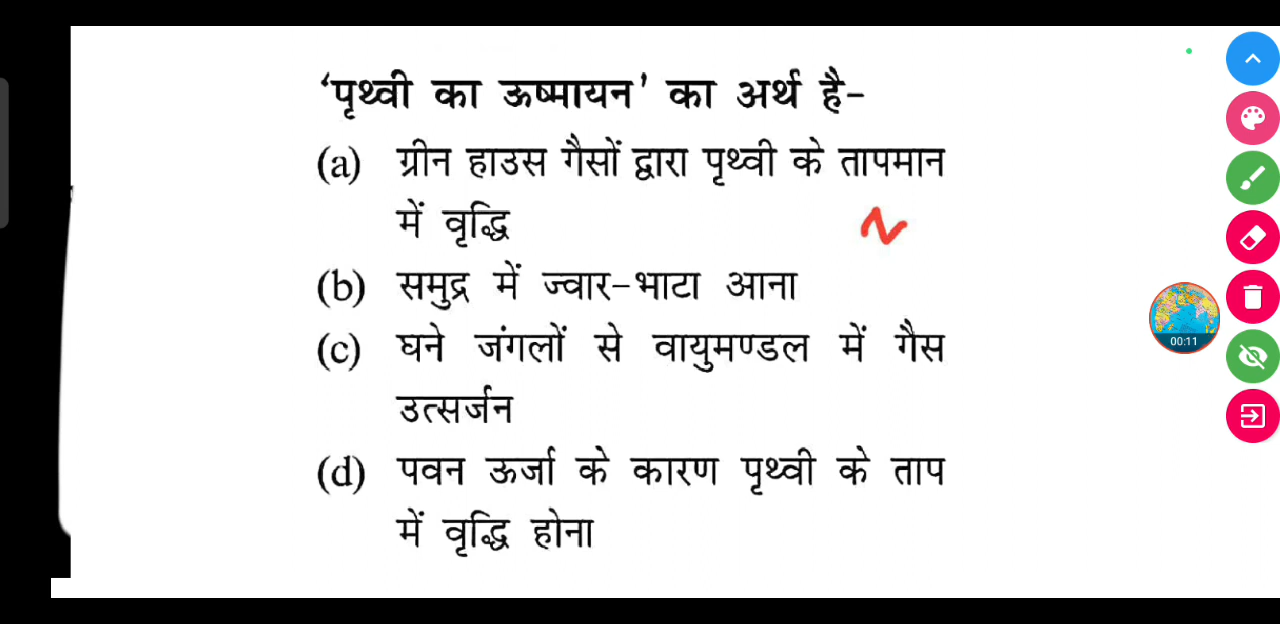 ‘पृथ्वी का ऊष्मायन’ का अर्थ है-
(a) ग्रीन हाउस गैसों द्वारा पृथ्वी के तापमान
में वृद्धि
(b) समुद्र में ज्वार-भाटा आना
(c) घने जंगलों से वायुमण्डल में गैस
उत्सर्जन
(d) पवन ऊर्जा के कारण पृथ्वी के ताप
में वृद्धि होना
00:11